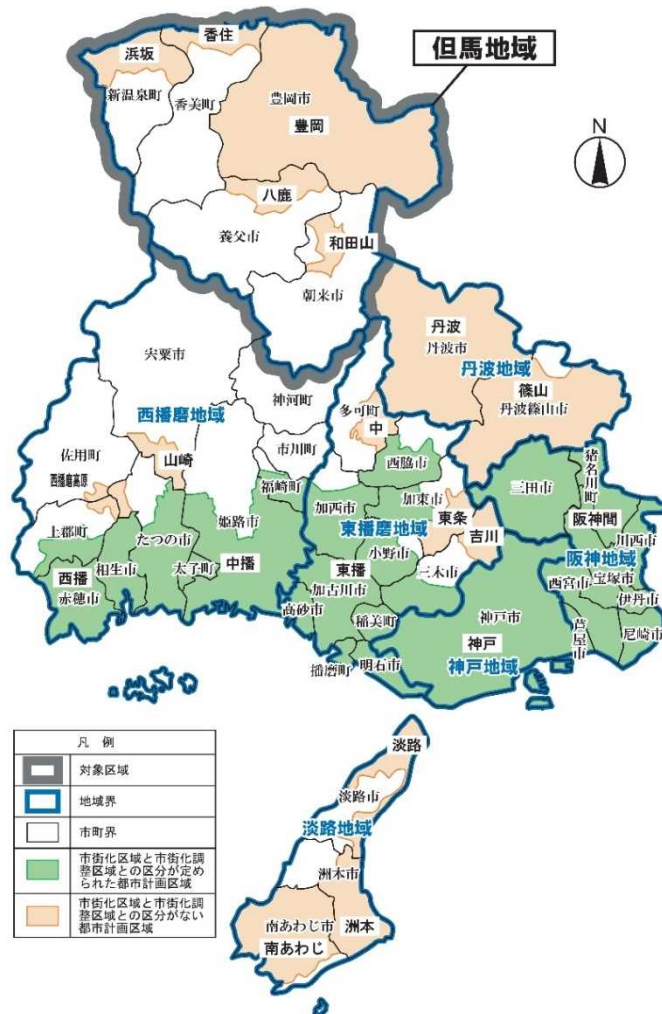 但馬地域
N
香住
浜坂
新温泉町
香美町
豊岡市
豊岡
八鹿
養父市
和田山
朝来市
丹波
丹波市
丹波地域
篠山
丹波篠山市
宍粟市
神河町
西播磨地域
多可町
中
市川町
佐用町
山崎
西播磨高原
西脇市
福崎町
姫路市
加西市
加東市
東条
吉川
三田市
猪名川町
阪神間
川西市
阪神地域
上郡町
たつの市
東播磨地域
小野市
三木市
西播
相生市
太子町
中播
東播
赤穂市
加古川市
高砂市
稲美町
神戸市
神戸
神戸地域
西宮市
宝塚市
伊丹市
芦屋市
尼崎市
播磨町
明石市
淡路
淡路市
淡路地域
洲本市
南あわじ市
洲本
南あわじ
凡 例
対象区域
地域界
市町界
市街化区域と市街化調
整区域との区分が定め
られた都市計画区域
市街化区域と市街化調
整区域との区分がない
都市計画区域